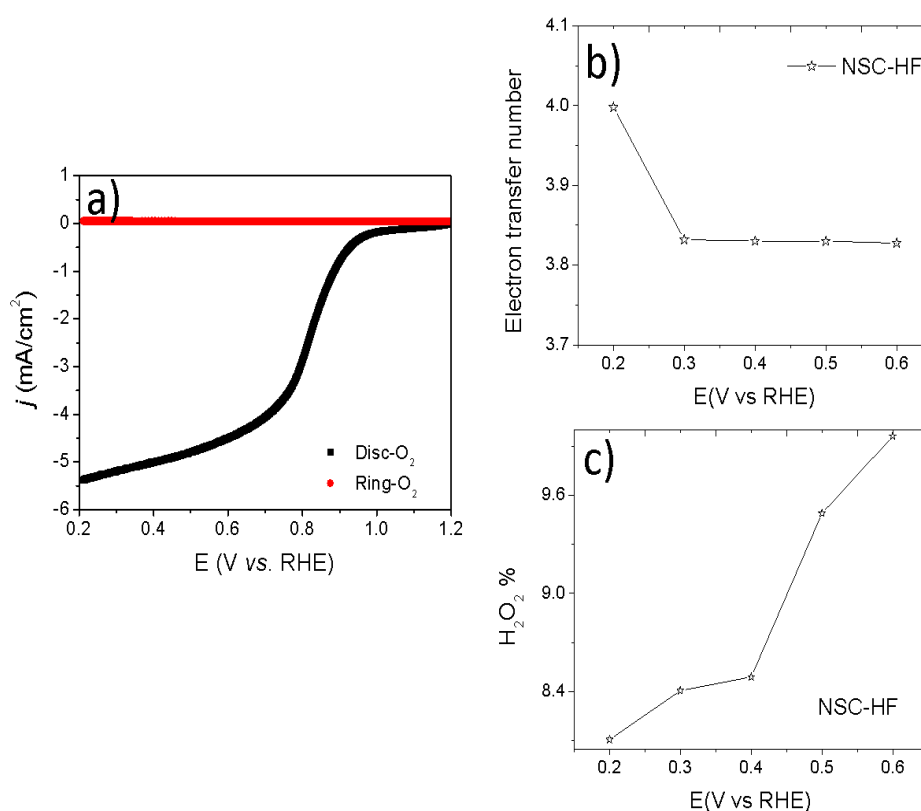 a)
1
0
-1
-2
-3
-4
-5
-6
j (mA/cm²)
Disc-O₂
Ring-O₂
0.2 0.4 0.6 0.8 1.0 1.2
E (V vs. RHE)
b)
NSC-HF
4.1
4.0
3.9
3.8
3.7
Electron transfer number
0.2 0.3 0.4 0.5 0.6
E(V vs RHE)
c)
9.6
9.0
8.4
H₂O₂ %
NSC-HF
0.2 0.3 0.4 0.5 0.6
E(V vs RHE)